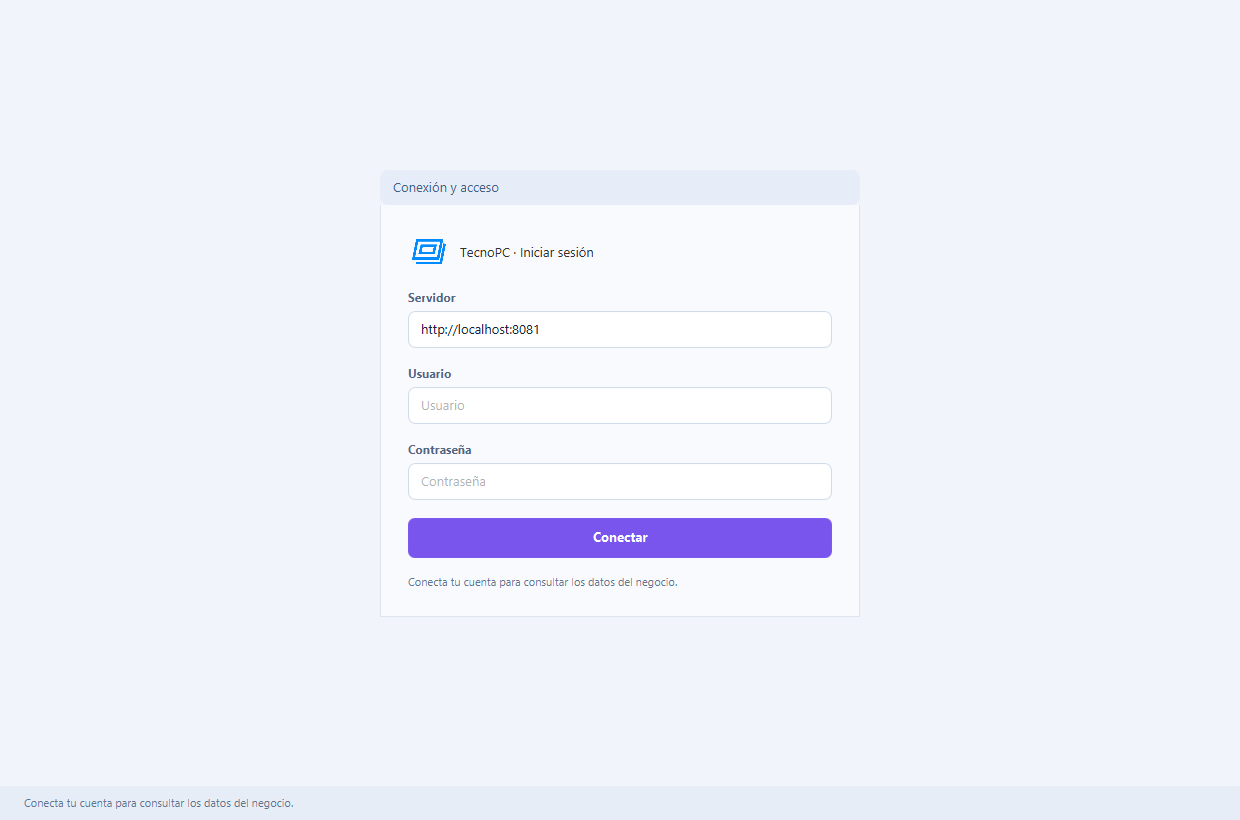 Conexión y acceso
TecnoPC · Iniciar sesión
Servidor
http://localhost:8081
Usuario
Usuario
Contraseña
Contraseña
Conectar
Conecta tu cuenta para consultar los datos del negocio.
Conecta tu cuenta para consultar los datos del negocio.